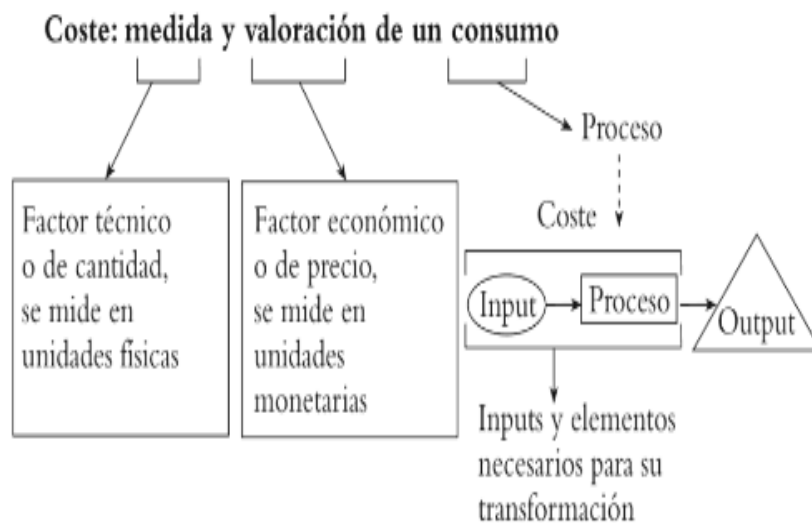 Coste: medida y valoración de un consumo
Proceso
Factor técnico
o de cantidad,
se mide en
unidades físicas
Factor económico
o de precio,
se mide en
unidades
monetarias
Coste
Input
Proceso
Output
Inputs y elementos
necesarios para su
transformación